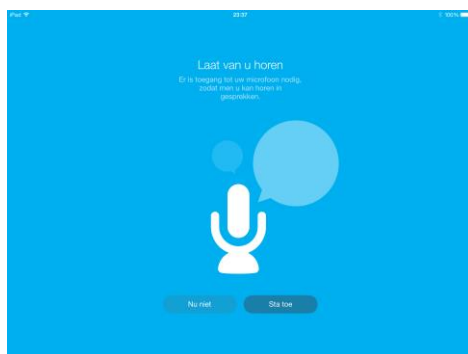 iPad
23:37
100%
Laat van u horen
Er is toegang tot uw microfoon nodig,
zodat men u kan horen in
gesprekken.
Nu niet
Sta toe